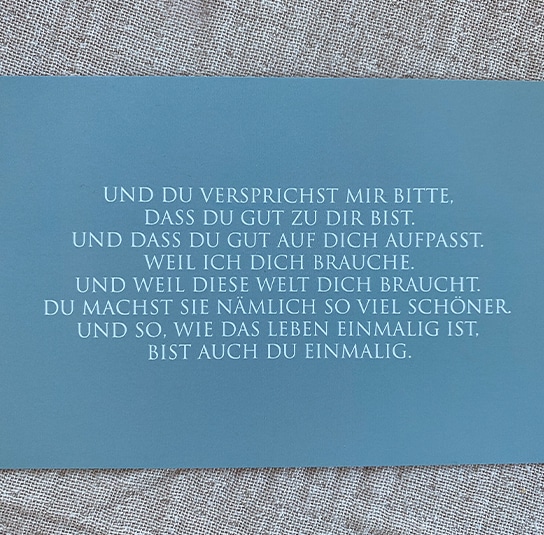 UND DU VERSPRICHST MIR BITTE,
DASS DU GUT ZU DIR BIST.
UND DASS DU GUT AUF DICH AUFPASST.
WEIL ICH DICH BRAUCHE.
UND WEIL DIESE WELT DICH BRAUCHT.
DU MACHST SIE NÄMLICH SO VIEL SCHÖNER.
UND SO, WIE DAS LEBEN EINMALIG IST,
BIST AUCH DU EINMALIG.